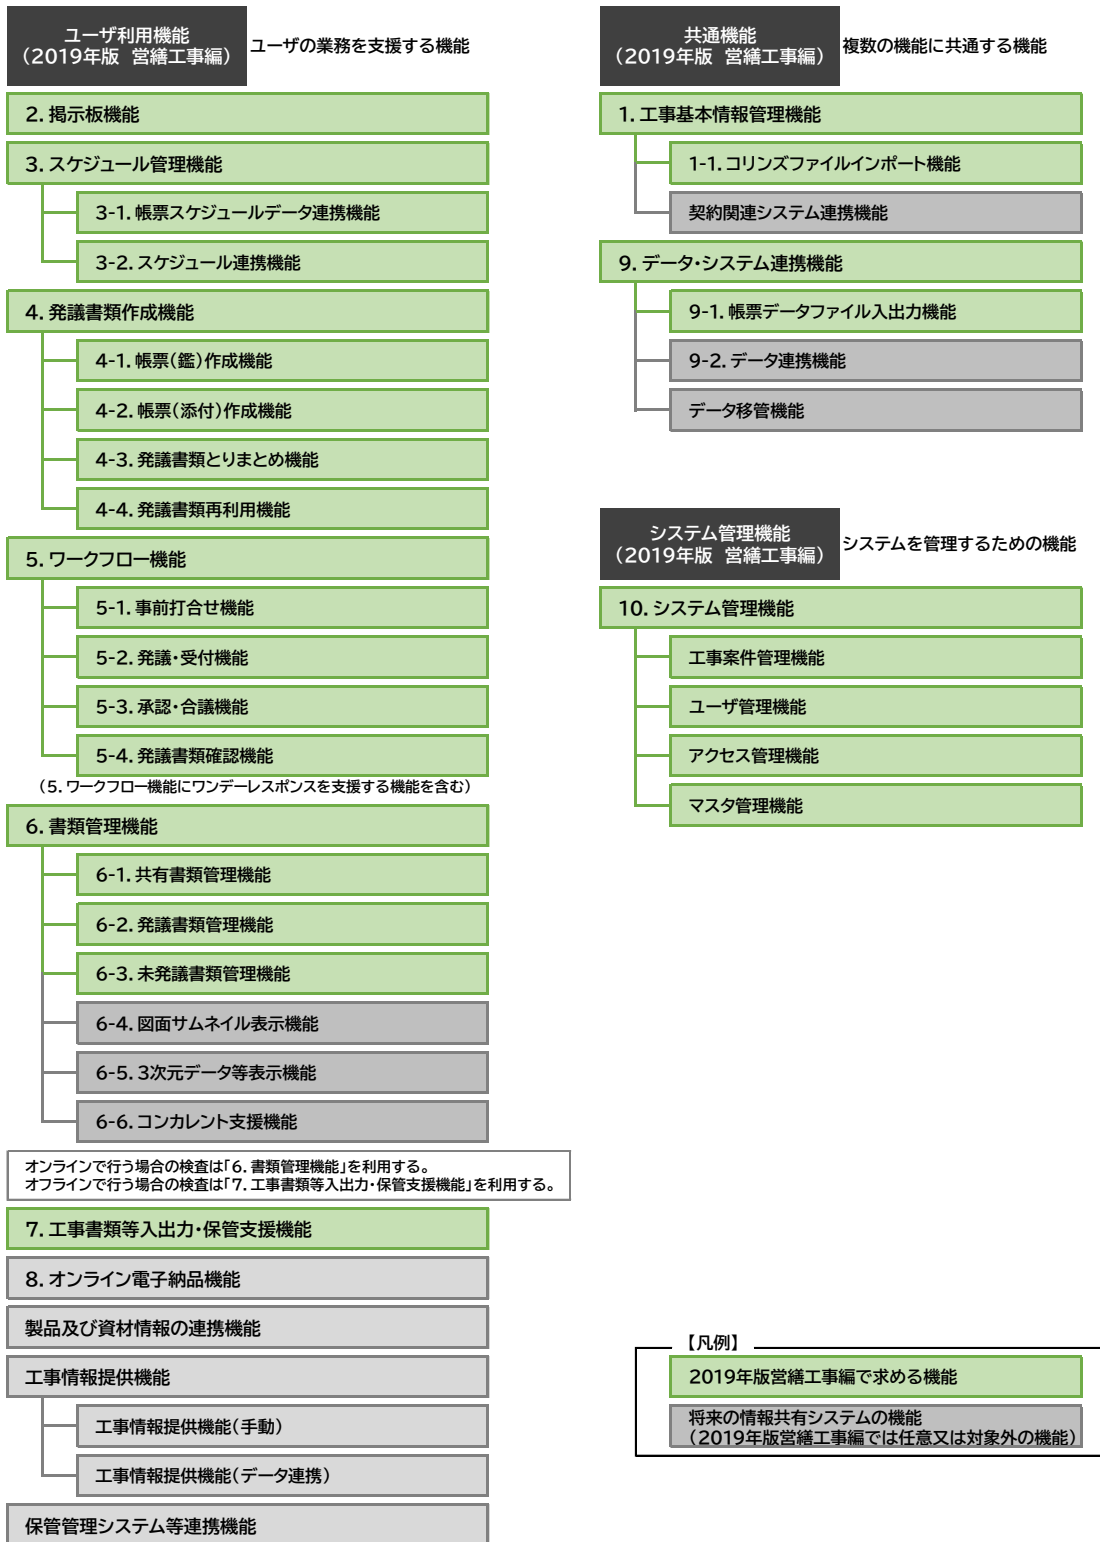 ユーザ利用機能
（2019年版　営繕工事編）
ユーザの業務を支援する機能
2. 掲示板機能
3. スケジュール管理機能
3-1. 帳票スケジュールデータ連携機能
3-2. スケジュール連携機能
4. 発議書類作成機能
4-1. 帳票（鑑）作成機能
4-2. 帳票（添付）作成機能
4-3. 発議書類とりまとめ機能
4-4. 発議書類再利用機能
5. ワークフロー機能
5-1. 事前打合せ機能
5-2. 発議・受付機能
5-3. 承認・合議機能
5-4. 発議書類確認機能
（5. ワークフロー機能にワンデーレスポンスを支援する機能を含む）
6. 書類管理機能
6-1. 共有書類管理機能
6-2. 発議書類管理機能
6-3. 未発議書類管理機能
6-4. 図面サムネイル表示機能
6-5. 3次元データ等表示機能
6-6. コンカレント支援機能
オンラインで行う場合の検査は「6. 書類管理機能」を利用する。
オフラインで行う場合の検査は「7. 工事書類等入出力・保管支援機能」を利用する。
7. 工事書類等入出力・保管支援機能
8. オンライン電子納品機能
製品及び資材情報の連携機能
工事情報提供機能
工事情報提供機能（手動）
工事情報提供機能（データ連携）
保管管理システム等連携機能
共通機能
（2019年版　営繕工事編）
複数の機能に共通する機能
1. 工事基本情報管理機能
1-1. コリンズファイルインポート機能
契約関連システム連携機能
9. データ・システム連携機能
9-1. 帳票データファイル入出力機能
9-2. データ連携機能
データ移管機能
システム管理機能
（2019年版　営繕工事編）
システムを管理するための機能
10. システム管理機能
工事案件管理機能
ユーザ管理機能
アクセス管理機能
マスタ管理機能
【凡例】
2019年版営繕工事編で求める機能
将来の情報共有システムの機能
（2019年版営繕工事編では任意又は対象外の機能）